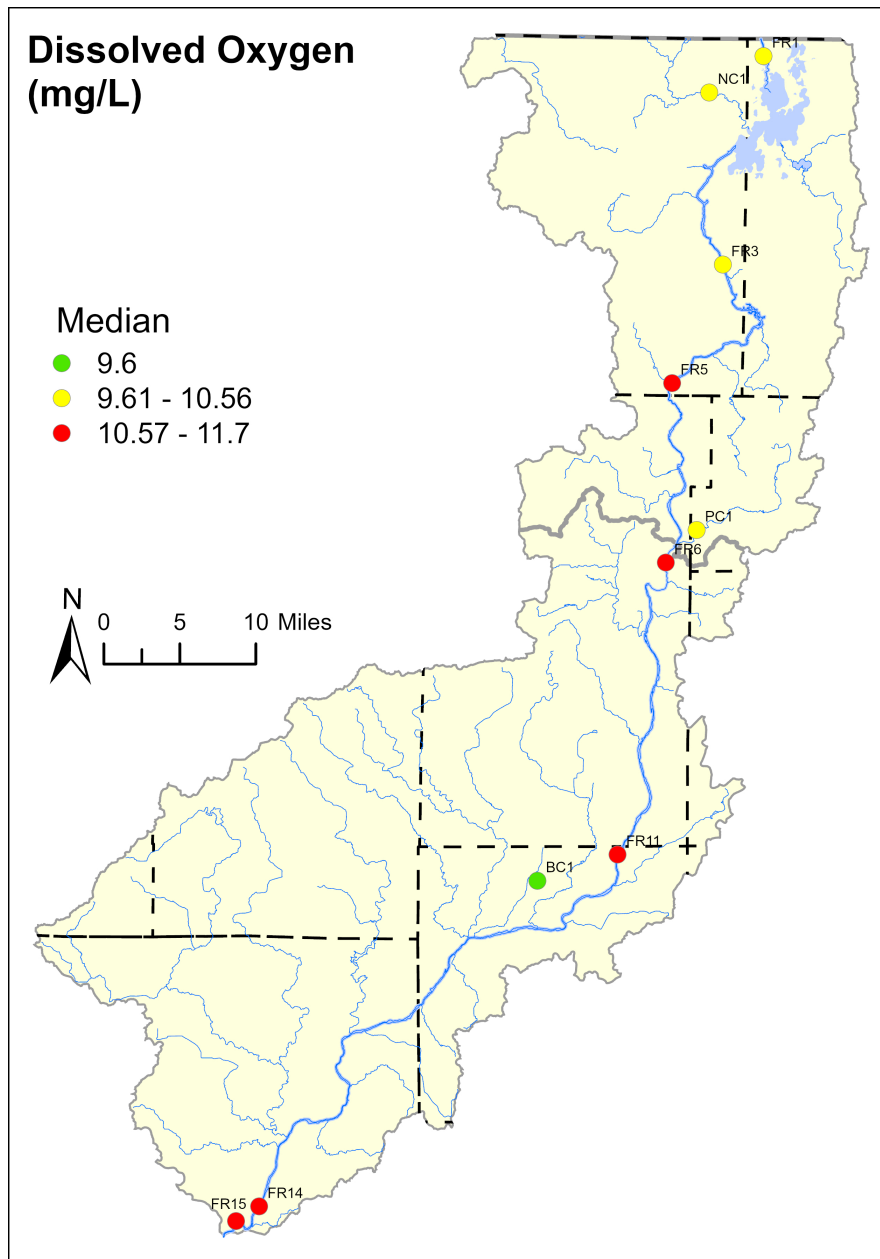 Dissolved Oxygen
(mg/L)
FR1
NC1
FR3
Median
9.6
9.61 - 10.56
10.57 - 11.7
FR5
PC1
FR6
N
0 5 10 Miles
FR11
BC1
FR14
FR15